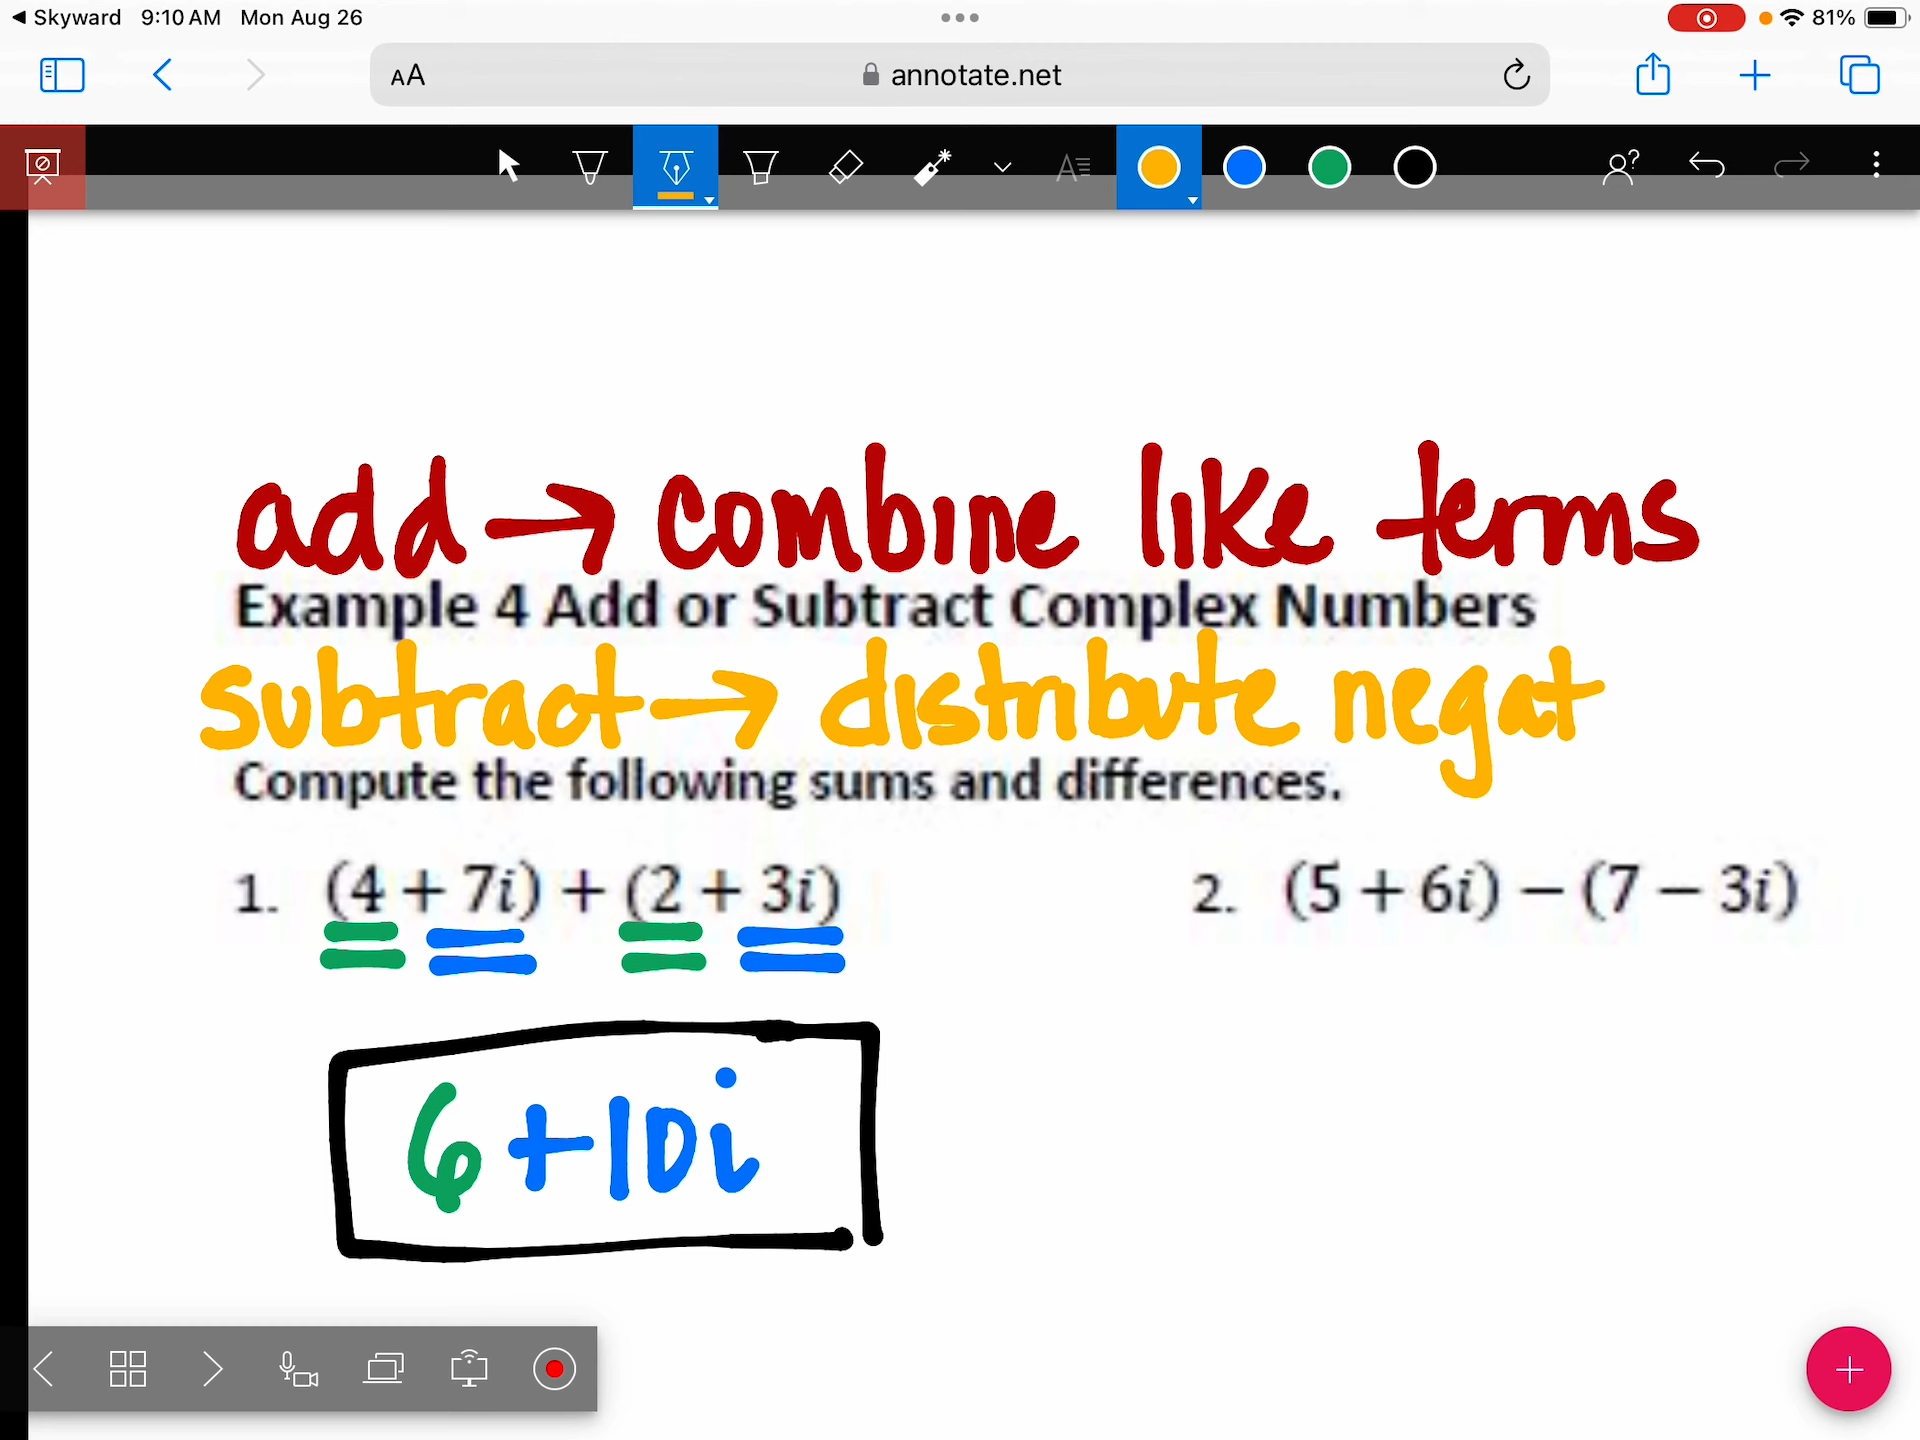 Skyward 9:10 AM Mon Aug 26 81%
AA annotate.net
add → combine like terms
Example 4 Add or Subtract Complex Numbers
subtract → distribute negat
Compute the following sums and differences.
1. (4 + 7i) + (2 + 3i) 2. (5 + 6i) − (7 − 3i)
6 + 10i